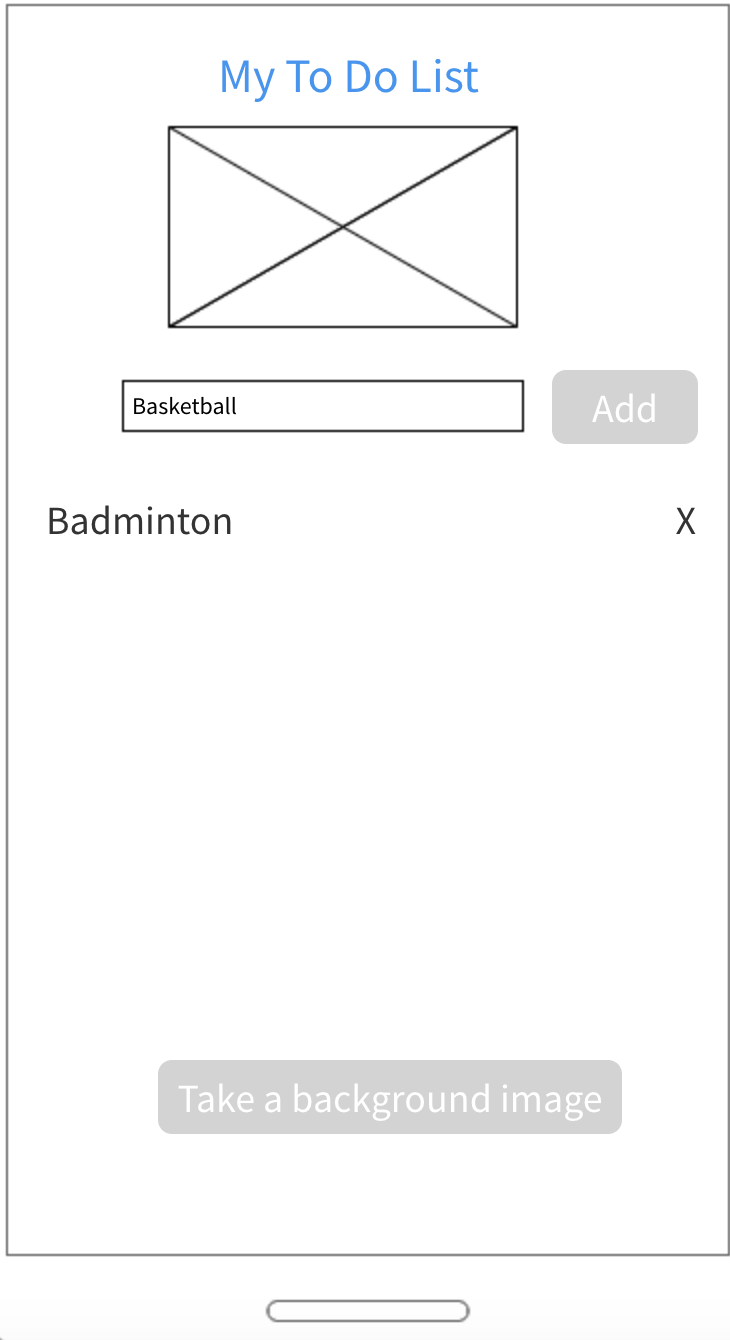 My To Do List
Basketball
Add
Badminton
X
Take a background image